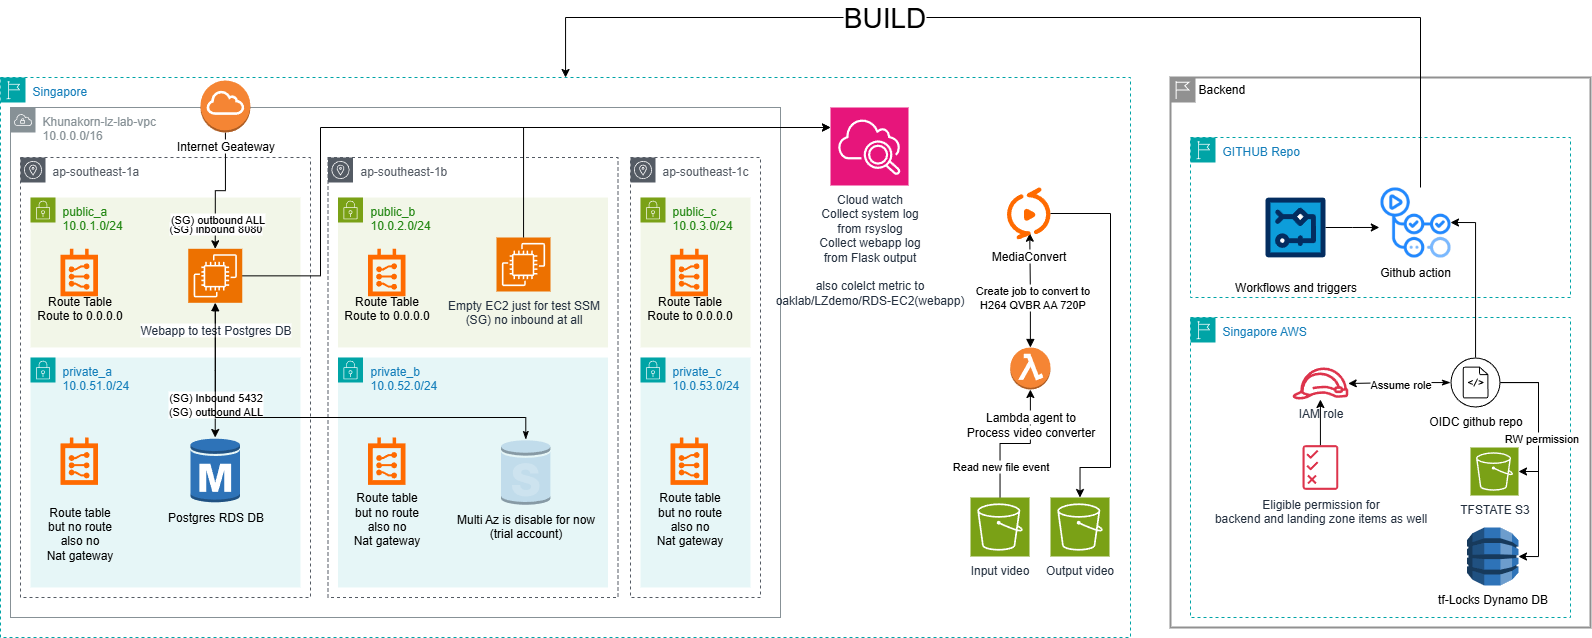 BUILD
Singapore
Khunakorn-lz-lab-vpc
10.0.0.0/16
Internet Geateway
ap-southeast-1a
public_a
10.0.1.0/24
(SG) outbound ALL
(SG) inbound 8080
Route Table
Route to 0.0.0.0
Webapp to test Postgres DB
private_a
10.0.51.0/24
(SG) Inbound 5432
(SG) outbound ALL
M
Route table
but no route
also no
Nat gateway
Postgres RDS DB
ap-southeast-1b
public_b
10.0.2.0/24
Route Table
Route to 0.0.0.0
Empty EC2 just for test SSM
(SG) no inbound at all
private_b
10.0.52.0/24
S
Route table
but no route
also no
Nat gateway
Multi Az is disable for now
(trial account)
ap-southeast-1c
public_c
10.0.3.0/24
Route Table
Route to 0.0.0.0
private_c
10.0.53.0/24
Route table
but no route
also no
Nat gateway
Cloud watch
Collect system log
from rsyslog
Collect webapp log
from Flask output
also colelct metric to
oaklab/LZdemo/RDS-EC2(webapp)
MediaConvert
Create job to convert to
H264 QVBR AA 720P
λ
Lambda agent to
Process video converter
Read new file event
Input video
Output video
Backend
GITHUB Repo
Workflows and triggers
Github action
Singapore AWS
IAM role
Assume role
</>
OIDC github repo
RW permission
Eligible permission for
backend and landing zone items as well
TFSTATE S3
tf-Locks Dynamo DB